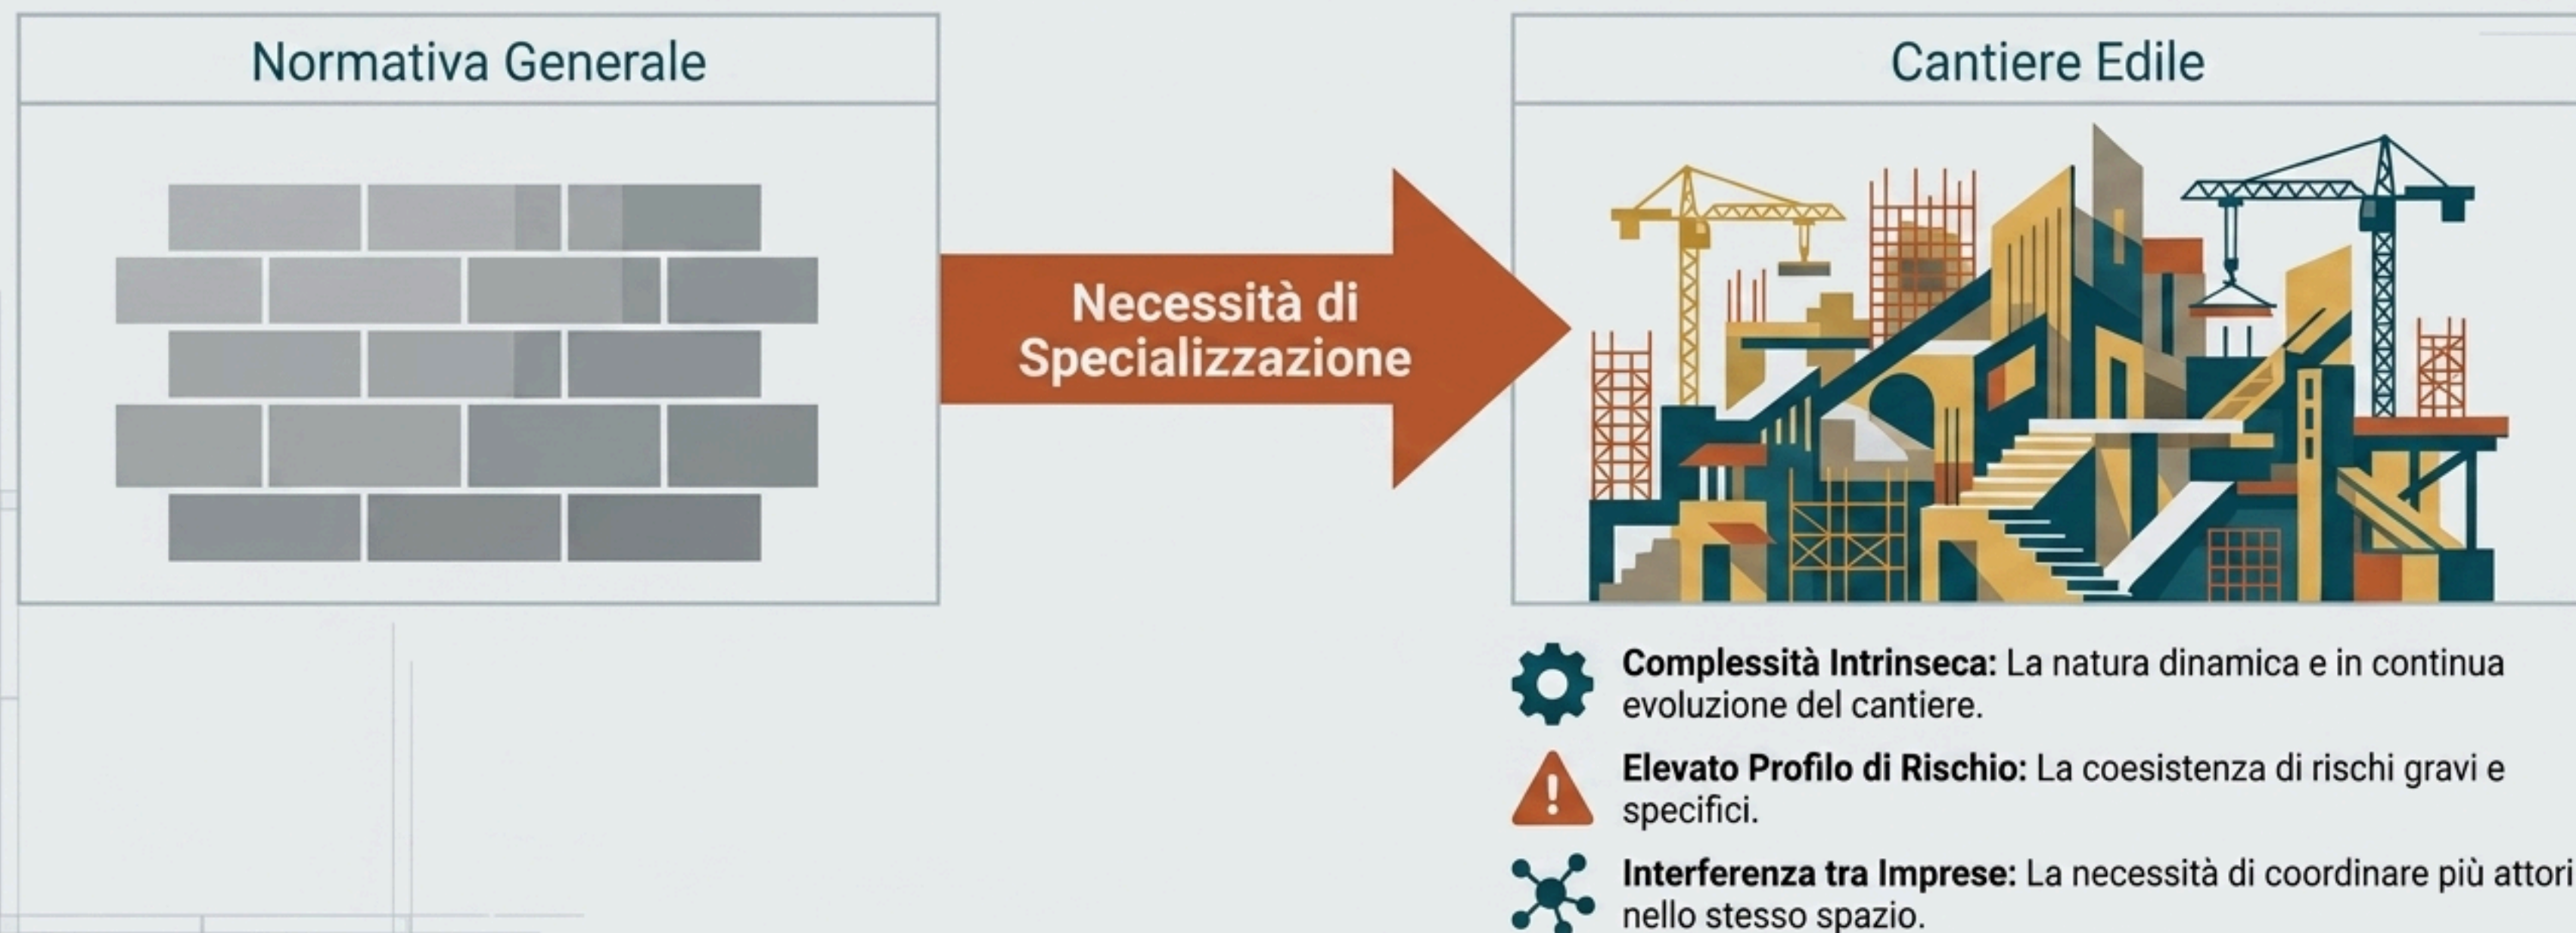 Normativa Generale
Necessità di
Specializzazione
Cantiere Edile
Complessità Intrinseca: La natura dinamica e in continua
evoluzione del cantiere.
Elevato Profilo di Rischio: La coesistenza di rischi gravi e
specifici.
Interferenza tra Imprese: La necessità di coordinare più attori
nello stesso spazio.